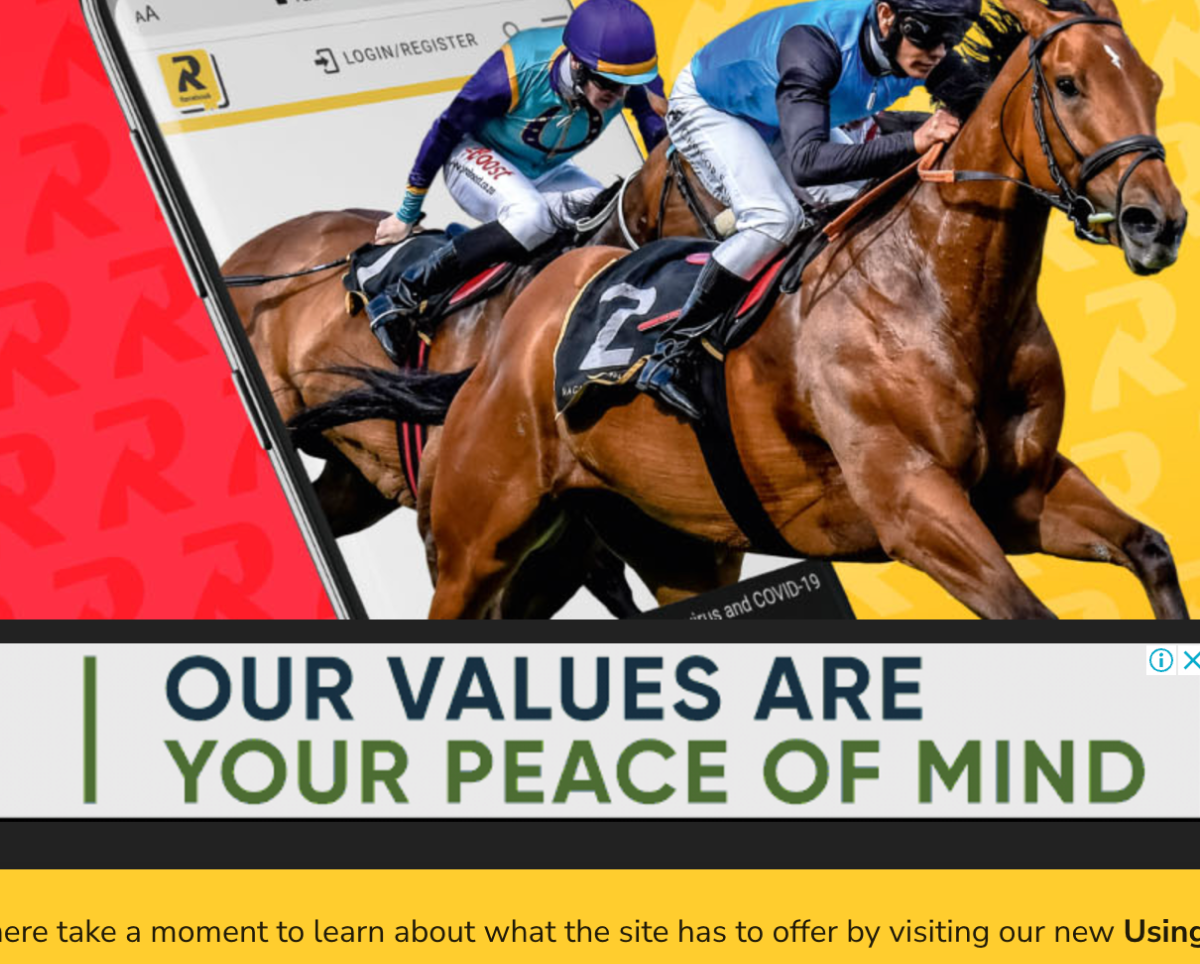 AA
R
LOGIN/REGISTER
Boost
2
and COVID-19
OUR VALUES ARE
YOUR PEACE OF MIND
here take a moment to learn about what the site has to offer by visiting our new Using